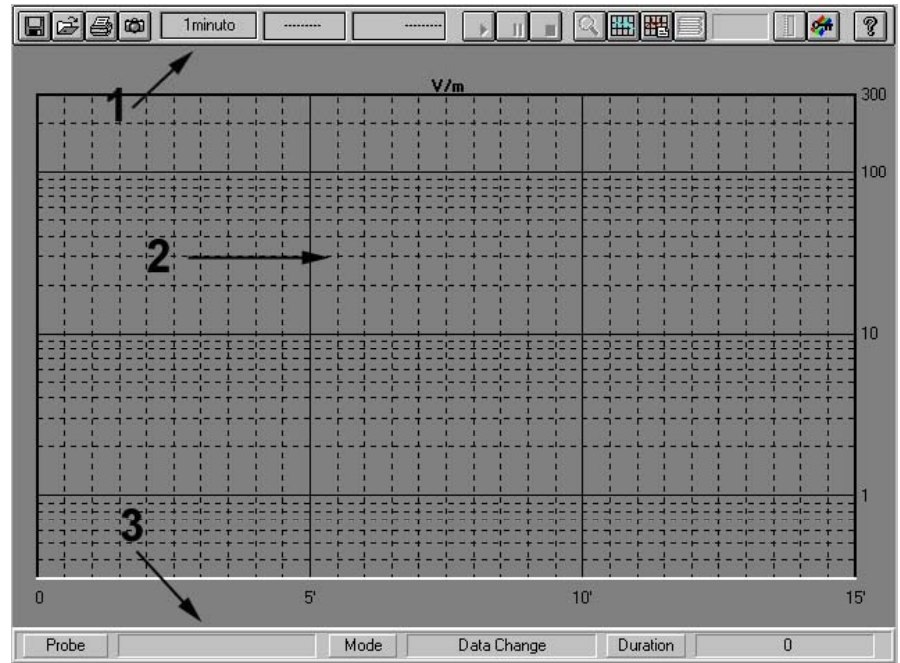 1minuto --------- ---------
V/m
1
300
100
2
10
1
3
0 5' 10' 15'
Probe Mode Data Change Duration 0